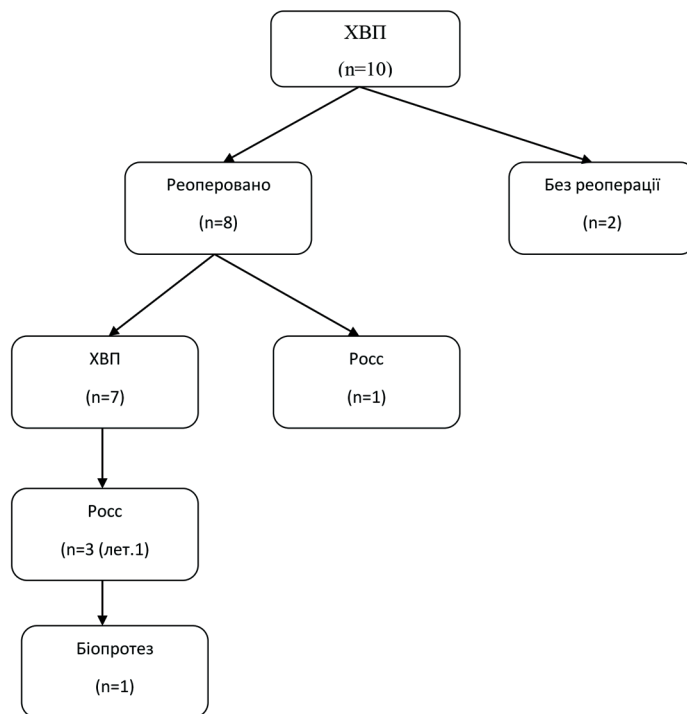 ХВП
(n=10)
Реоперовано
(n=8)
Без реоперації
(n=2)
ХВП
(n=7)
Росс
(n=1)
Росс
(n=3 (лет.1)
Біопротез
(n=1)